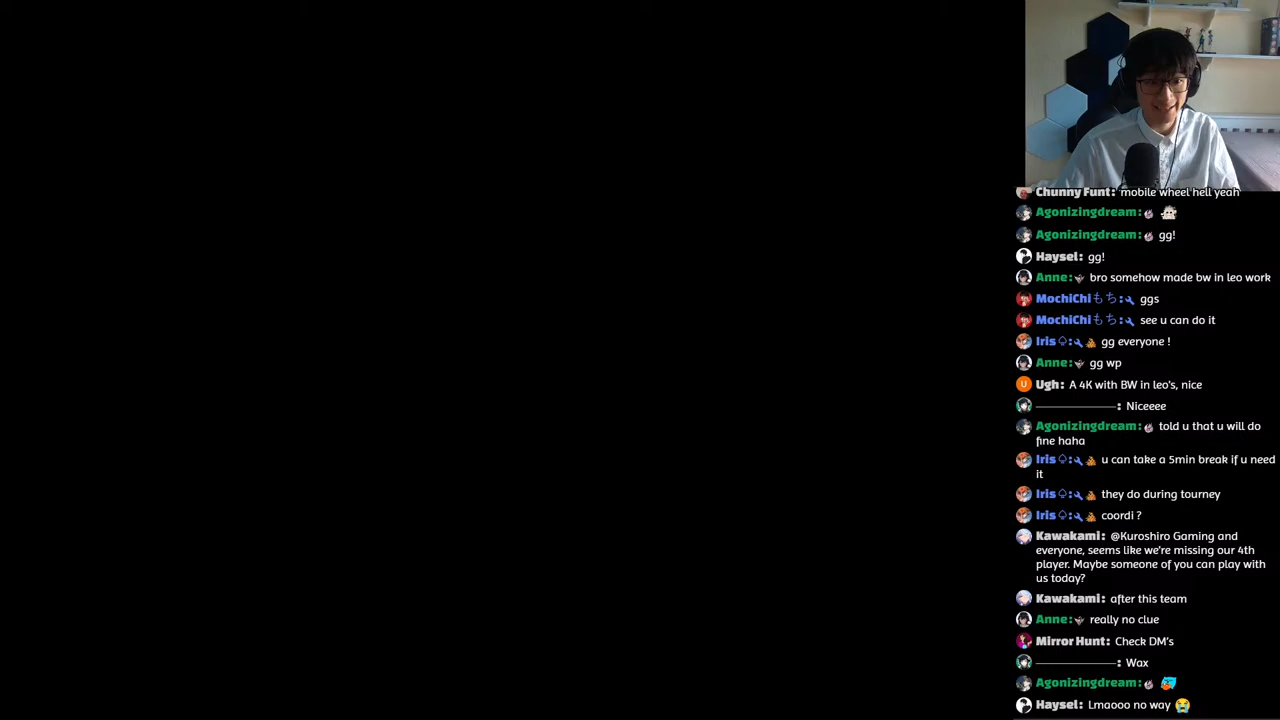 Chunny Funt: mobile wheel hell yeah
Agonizingdream:
Agonizingdream: gg!
Haysel: gg!
Anne: bro somehow made bw in leo work
MochiChiもち: ggs
MochiChiもち: see u can do it
Iris♤: gg everyone !
Anne: gg wp
Ugh: A 4K with BW in leo's, nice
——————————: Niceeee
Agonizingdream: told u that u will do
fine haha
Iris♤: u can take a 5min break if u need
it
Iris♤: they do during tourney
Iris♤: coordi ?
Kawakami: @Kuroshiro Gaming and
everyone, seems like we're missing our 4th
player. Maybe someone of you can play with
us today?
Kawakami: after this team
Anne: really no clue
Mirror Hunt: Check DM's
——————————: Wax
Agonizingdream:
Haysel: Lmaooo no way 😭